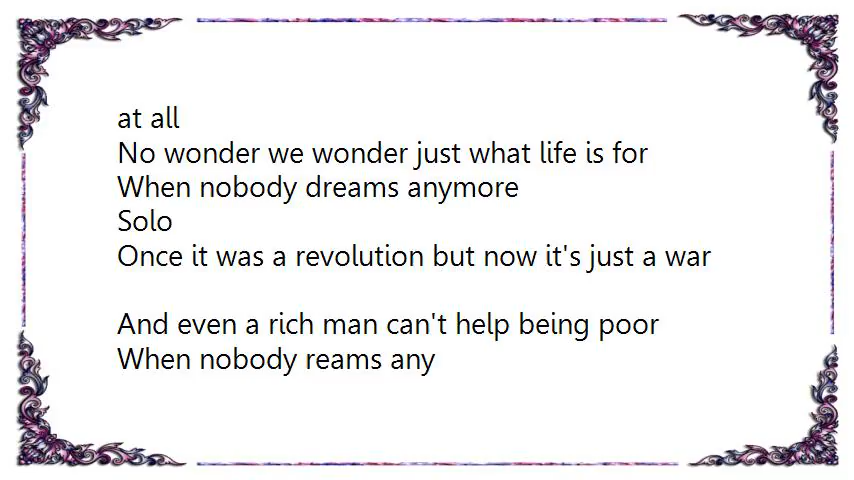 at all
No wonder we wonder just what life is for
When nobody dreams anymore
Solo
Once it was a revolution but now it's just a war
And even a rich man can't help being poor
When nobody reams any